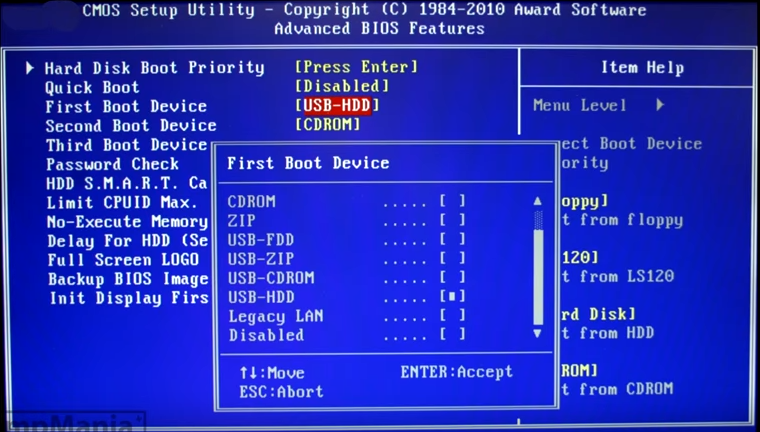 CMOS Setup Utility - Copyright (C) 1984-2010 Award Software
Advanced BIOS Features
Hard Disk Boot Priority [Press Enter]
Quick Boot [Disabled]
First Boot Device [USB-HDD]
Second Boot Device [CDROM]
Third Boot Device
Password Check
HDD S.M.A.R.T. Ca
Limit CPUID Max.
No-Execute Memory
Delay For HDD (Se
Full Screen LOGO
Backup BIOS Image
Init Display Firs
First Boot Device
CDROM ..... [ ]
ZIP ..... [ ]
USB-FDD ..... [ ]
USB-ZIP ..... [ ]
USB-CDROM ..... [ ]
USB-HDD ..... [■]
Legacy LAN ..... [ ]
Disabled ..... [ ]
↑↓:Move ENTER:Accept
ESC:Abort
Item Help
Menu Level ▶
ect Boot Device
ority
oppy]
t from floppy
120]
t from LS120
rd Disk]
t from HDD
ROM]
t from CDROM
mpMania